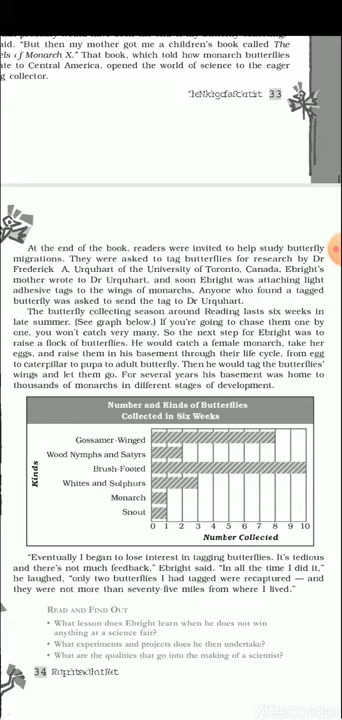 aid. "But then my mother got me a children's book called The
of Monarch X." That book, which told how monarch butterflies
ate to Central America, opened the world of science to the eager
g collector.
33
At the end of the book, readers were invited to help study butterfly
migrations. They were asked to tag butterflies for research by Dr
Frederick A. Urquhart of the University of Toronto, Canada. Ebright's
mother wrote to Dr Urquhart, and soon Ebright was attaching light
adhesive tags to the wings of monarchs. Anyone who found a tagged
butterfly was asked to send the tag to Dr Urquhart.
The butterfly collecting season around Reading lasts six weeks in
late summer. (See graph below.) If you're going to chase them one by
one, you won't catch very many. So the next step for Ebright was to
raise a flock of butterflies. He would catch a female monarch, take her
eggs, and raise them in his basement through their life cycle, from egg
to caterpillar to pupa to adult butterfly. Then he would tag the butterflies'
wings and let them go. For several years his basement was home to
thousands of monarchs in different stages of development.
Number and Kinds of Butterflies
Collected in Six Weeks
Kinds
Gossamer-Winged
Wood Nymphs and Satyrs
Brush-Footed
Whites and Sulphurs
Monarch
Snout
0 1 2 3 4 5 6 7 8 9 10
Number Collected
"Eventually I began to lose interest in tagging butterflies. It's tedious
and there's not much feedback," Ebright said. "In all the time I did it,"
he laughed, "only two butterflies I had tagged were recaptured — and
they were not more than seventy-five miles from where I lived."
READ AND FIND OUT
• What lesson does Ebright learn when he does not win
anything at a science fair?
• What experiments and projects does he then undertake?
• What are the qualities that go into the making of a scientist?
34
XRecorder